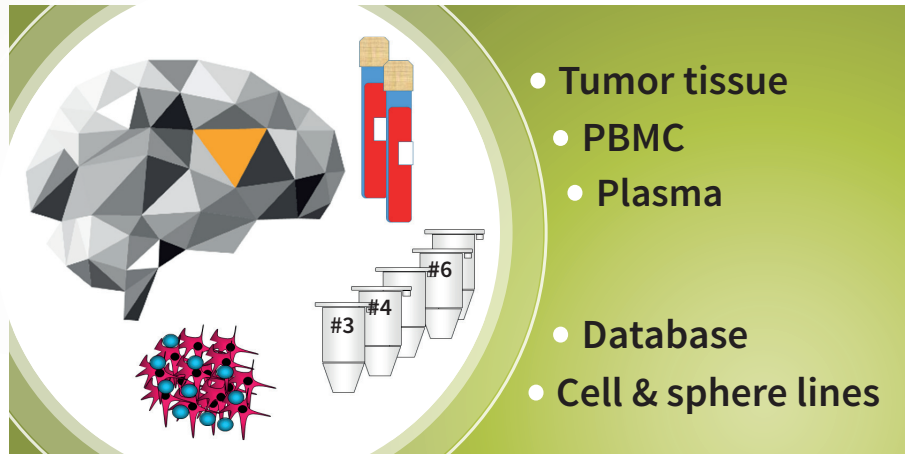 • Tumor tissue
• PBMC
• Plasma
#6
#4
#3
• Database
• Cell & sphere lines